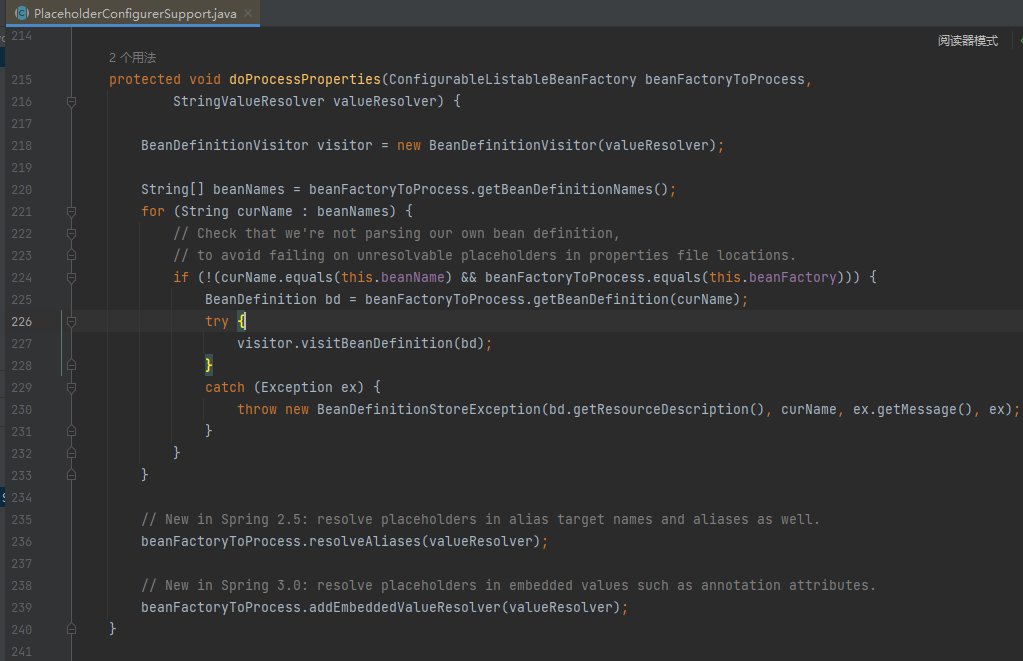 PlaceholderConfigurerSupport.java
阅读器模式
214
2 个用法
215 protected void doProcessProperties(ConfigurableListableBeanFactory beanFactoryToProcess,
216 StringValueResolver valueResolver) {
217
218 BeanDefinitionVisitor visitor = new BeanDefinitionVisitor(valueResolver);
219
220 String[] beanNames = beanFactoryToProcess.getBeanDefinitionNames();
221 for (String curName : beanNames) {
222 // Check that we're not parsing our own bean definition,
223 // to avoid failing on unresolvable placeholders in properties file locations.
224 if (!(curName.equals(this.beanName) && beanFactoryToProcess.equals(this.beanFactory))) {
225 BeanDefinition bd = beanFactoryToProcess.getBeanDefinition(curName);
226 try {
227 visitor.visitBeanDefinition(bd);
228 }
229 catch (Exception ex) {
230 throw new BeanDefinitionStoreException(bd.getResourceDescription(), curName, ex.getMessage(), ex);
231 }
232 }
233 }
234
235 // New in Spring 2.5: resolve placeholders in alias target names and aliases as well.
236 beanFactoryToProcess.resolveAliases(valueResolver);
237
238 // New in Spring 3.0: resolve placeholders in embedded values such as annotation attributes.
239 beanFactoryToProcess.addEmbeddedValueResolver(valueResolver);
240 }
241